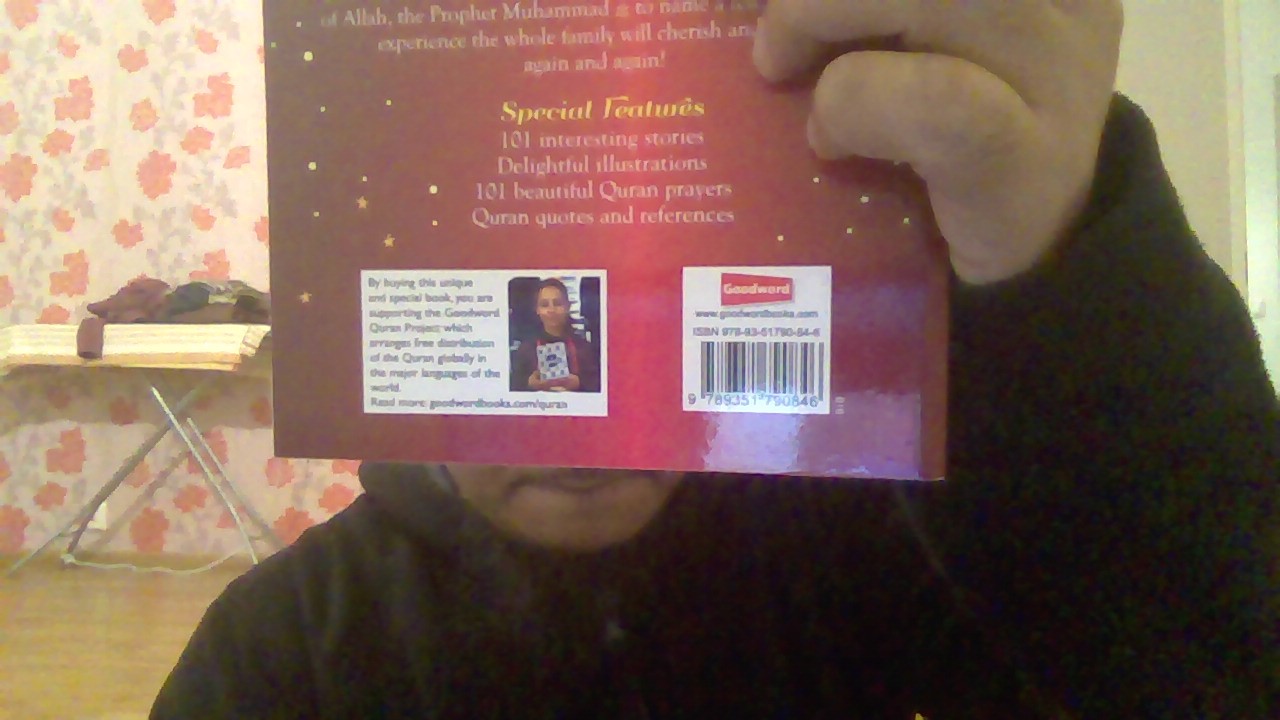 of Allah, the Prophet Muhammad ﷺ to name a
experience the whole family will cherish and
again and again!
Special Features
101 interesting stories
Delightful illustrations
101 beautiful Quran prayers
Quran quotes and references
By buying this unique
and special book, you are
supporting the Goodword
Quran Project which
arranges free distribution
of the Quran globally in
the major languages of the
world.
Read more: goodwordbooks.com/quran
Goodword
www.goodwordbooks.com
ISBN 978-93-51790-84-6
9 789351 790846